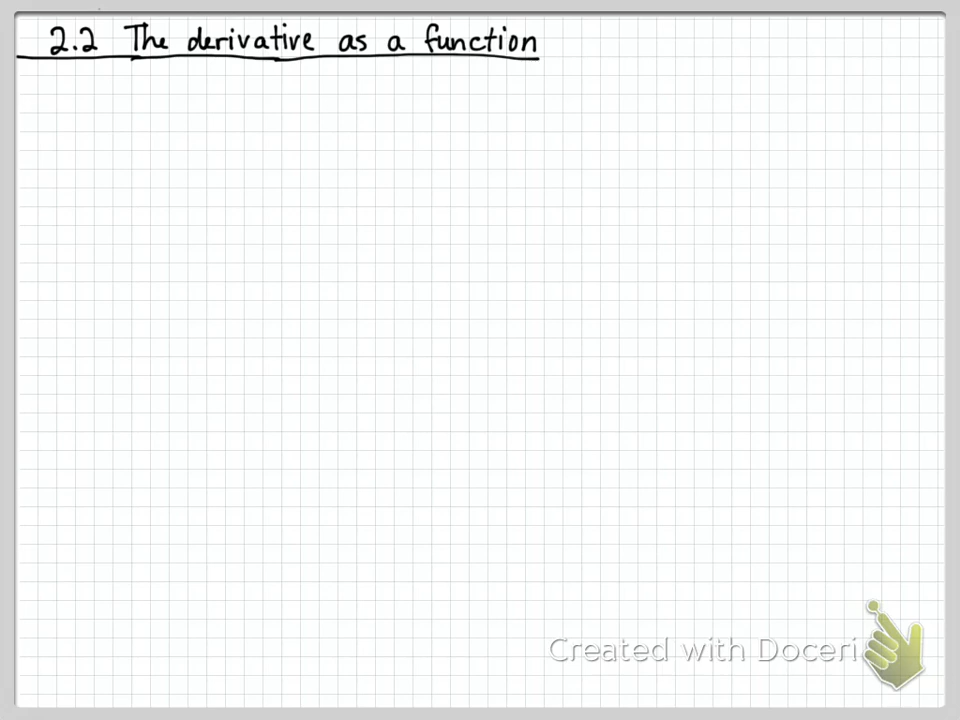 2.2 The derivative as a function
Created with Doceri